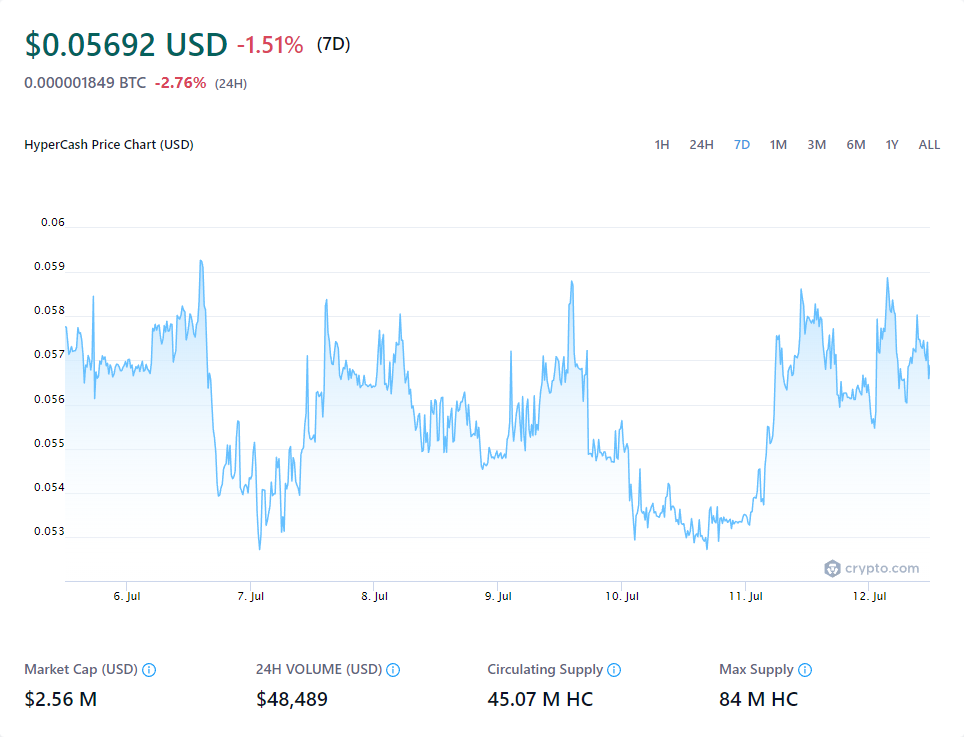 $0.05692 USD -1.51% (7D)
0.000001849 BTC -2.76% (24H)
HyperCash Price Chart (USD)
1H 24H 7D 1M 3M 6M 1Y ALL
0.06
0.059
0.058
0.057
0.056
0.055
0.054
0.053
crypto.com
6. Jul 7. Jul 8. Jul 9. Jul 10. Jul 11. Jul 12. Jul
Market Cap (USD) 24H VOLUME (USD) Circulating Supply Max Supply
$2.56 M $48,489 45.07 M HC 84 M HC